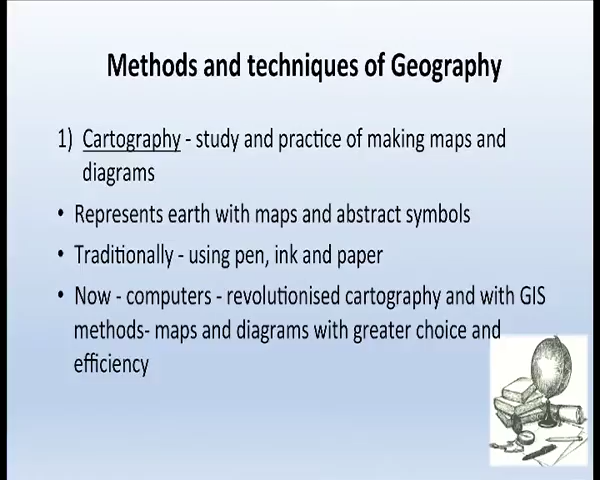 Methods and techniques of Geography
1) Cartography - study and practice of making maps and
diagrams
• Represents earth with maps and abstract symbols
• Traditionally - using pen, ink and paper
• Now - computers - revolutionised cartography and with GIS
methods- maps and diagrams with greater choice and
efficiency